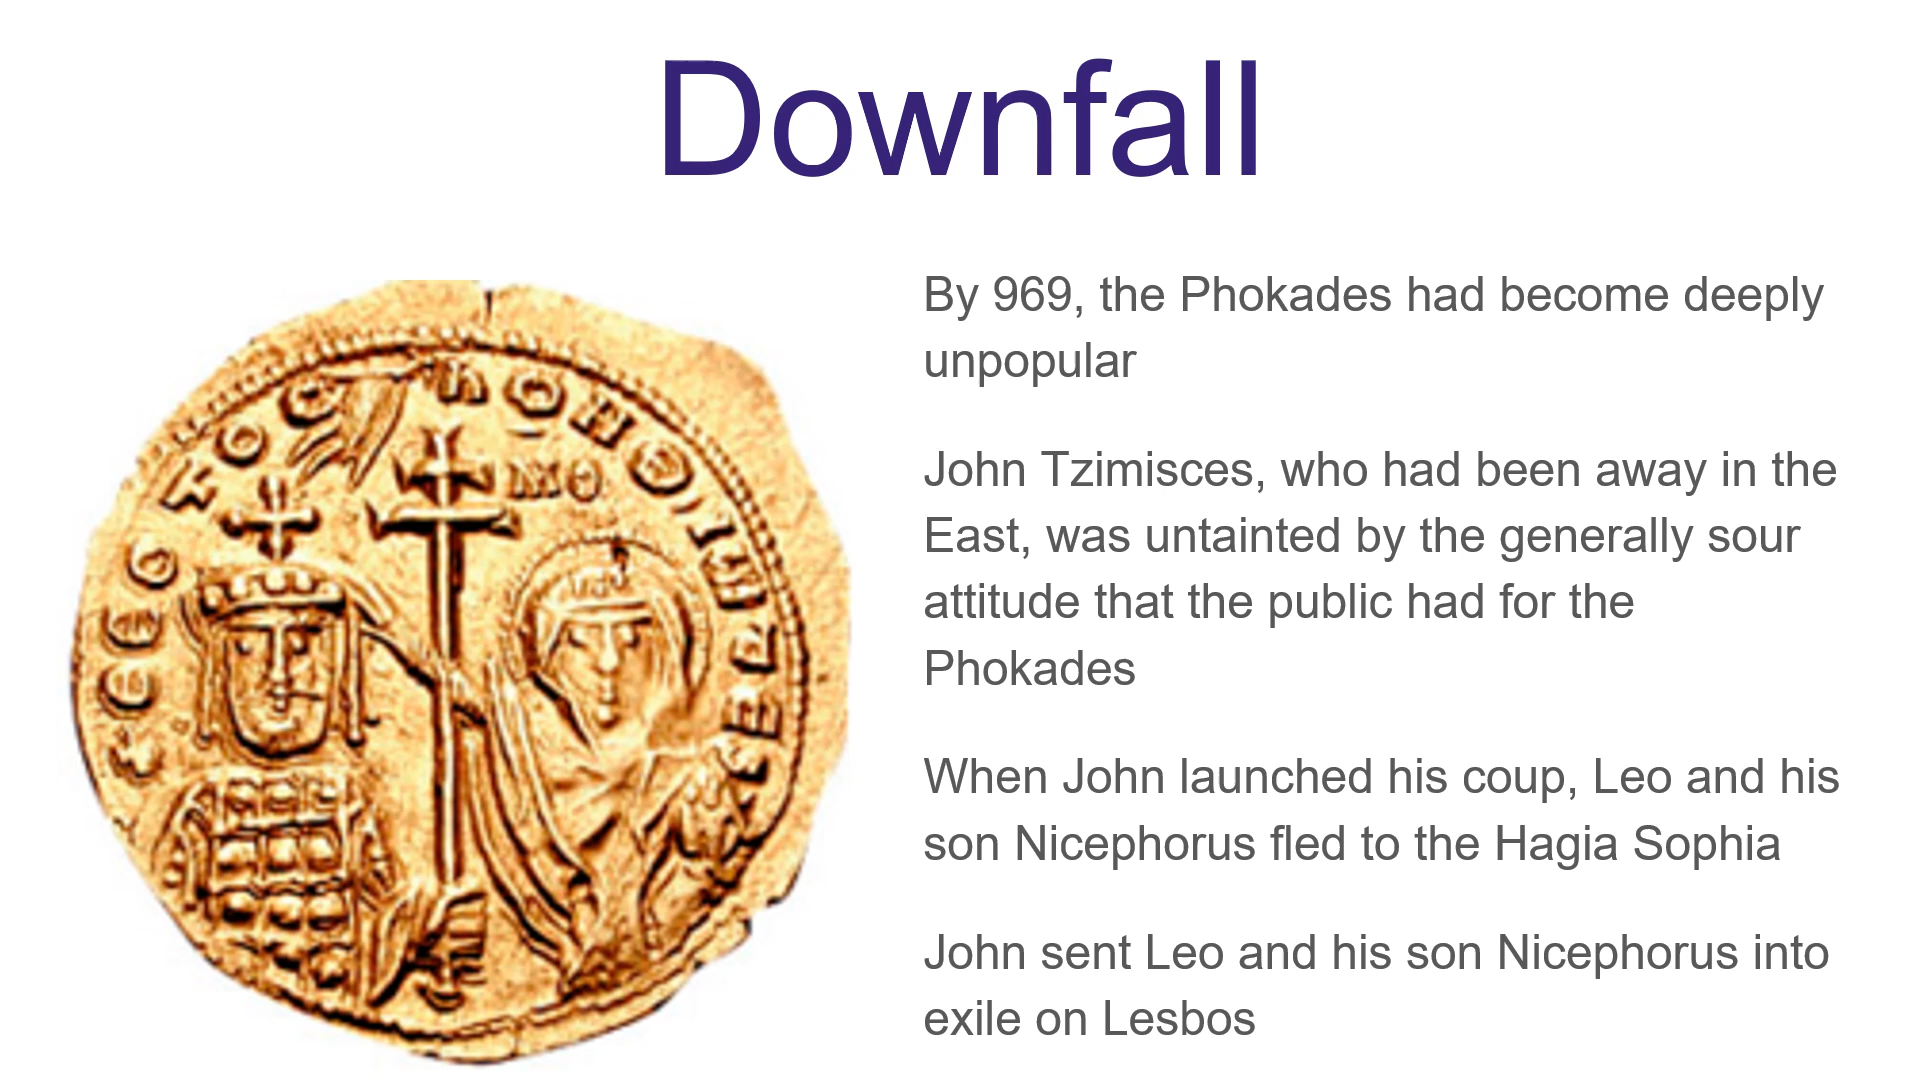 Downfall
By 969, the Phokades had become deeply
unpopular
John Tzimisces, who had been away in the
East, was untainted by the generally sour
attitude that the public had for the
Phokades
When John launched his coup, Leo and his
son Nicephorus fled to the Hagia Sophia
John sent Leo and his son Nicephorus into
exile on Lesbos